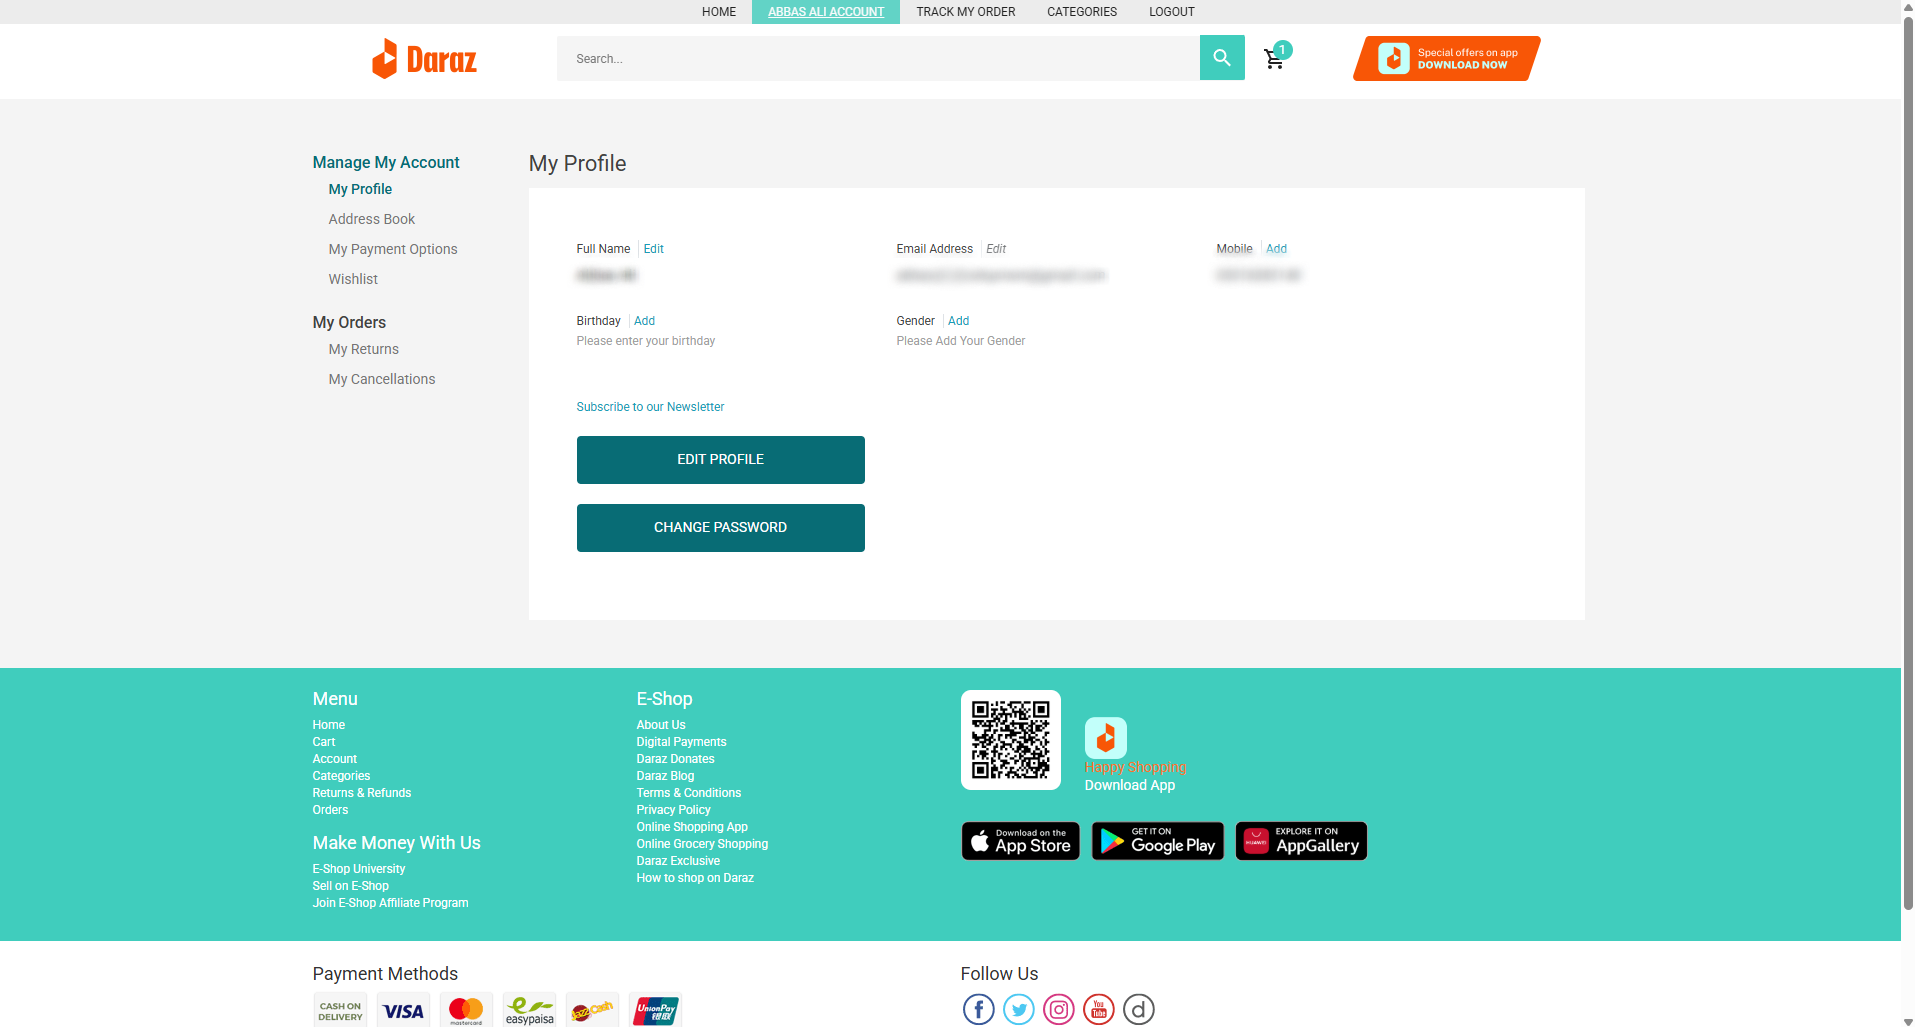 HOME ABBAS ALI ACCOUNT TRACK MY ORDER CATEGORIES LOGOUT
Daraz
Search...
1
Special offers on app
DOWNLOAD NOW
Manage My Account
My Profile
Address Book
My Payment Options
Wishlist
My Orders
My Returns
My Cancellations
My Profile
Full Name Edit
Email Address Edit
Mobile Add
Birthday Add
Please enter your birthday
Gender Add
Please Add Your Gender
Subscribe to our Newsletter
EDIT PROFILE
CHANGE PASSWORD
Menu
Home
Cart
Account
Categories
Returns & Refunds
Orders
Make Money With Us
E-Shop University
Sell on E-Shop
Join E-Shop Affiliate Program
E-Shop
About Us
Digital Payments
Daraz Donates
Daraz Blog
Terms & Conditions
Privacy Policy
Online Shopping App
Online Grocery Shopping
Daraz Exclusive
How to shop on Daraz
Happy Shopping
Download App
Download on the
App Store
GET IT ON
Google Play
HUAWEI
EXPLORE IT ON
AppGallery
Payment Methods
CASH ON
DELIVERY
VISA
mastercard
easypaisa
Jazz Cash
UnionPay
银联
Follow Us
You
Tube